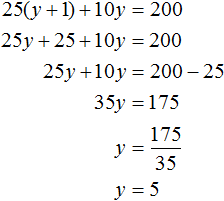 25(y+1)+10y = 200
25y+25+10y = 200
25y+10y = 200−25
35y = 175
y = 175/35
y = 5